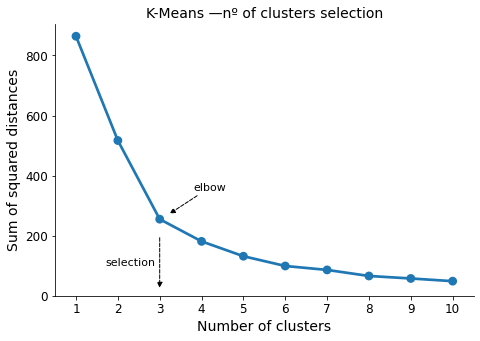 K-Means —nº of clusters selection
Sum of squared distances
800
600
400
200
0
elbow
selection
1 2 3 4 5 6 7 8 9 10
Number of clusters